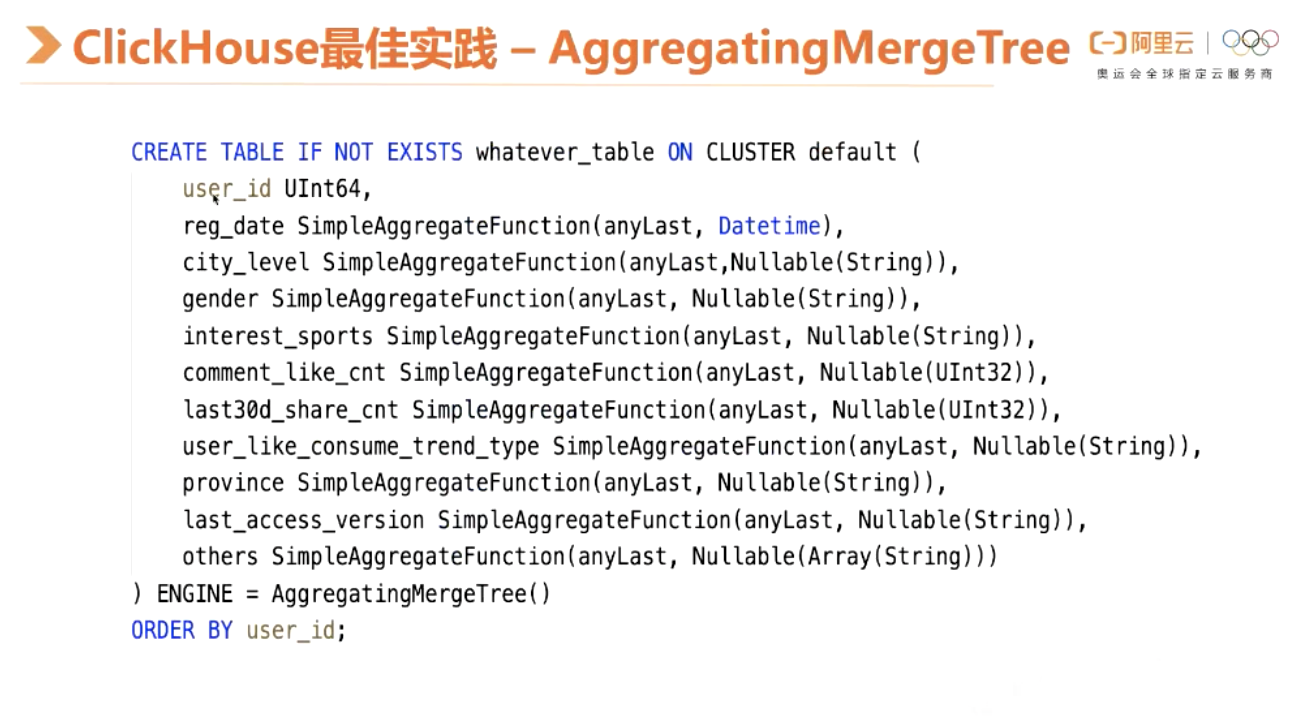 ClickHouse最佳实践 – AggregatingMergeTree
阿里云
奥运会全球指定云服务商
CREATE TABLE IF NOT EXISTS whatever_table ON CLUSTER default (
user_id UInt64,
reg_date SimpleAggregateFunction(anyLast, Datetime),
city_level SimpleAggregateFunction(anyLast,Nullable(String)),
gender SimpleAggregateFunction(anyLast, Nullable(String)),
interest_sports SimpleAggregateFunction(anyLast, Nullable(String)),
comment_like_cnt SimpleAggregateFunction(anyLast, Nullable(UInt32)),
last30d_share_cnt SimpleAggregateFunction(anyLast, Nullable(UInt32)),
user_like_consume_trend_type SimpleAggregateFunction(anyLast, Nullable(String)),
province SimpleAggregateFunction(anyLast, Nullable(String)),
last_access_version SimpleAggregateFunction(anyLast, Nullable(String)),
others SimpleAggregateFunction(anyLast, Nullable(Array(String)))
) ENGINE = AggregatingMergeTree()
ORDER BY user_id;